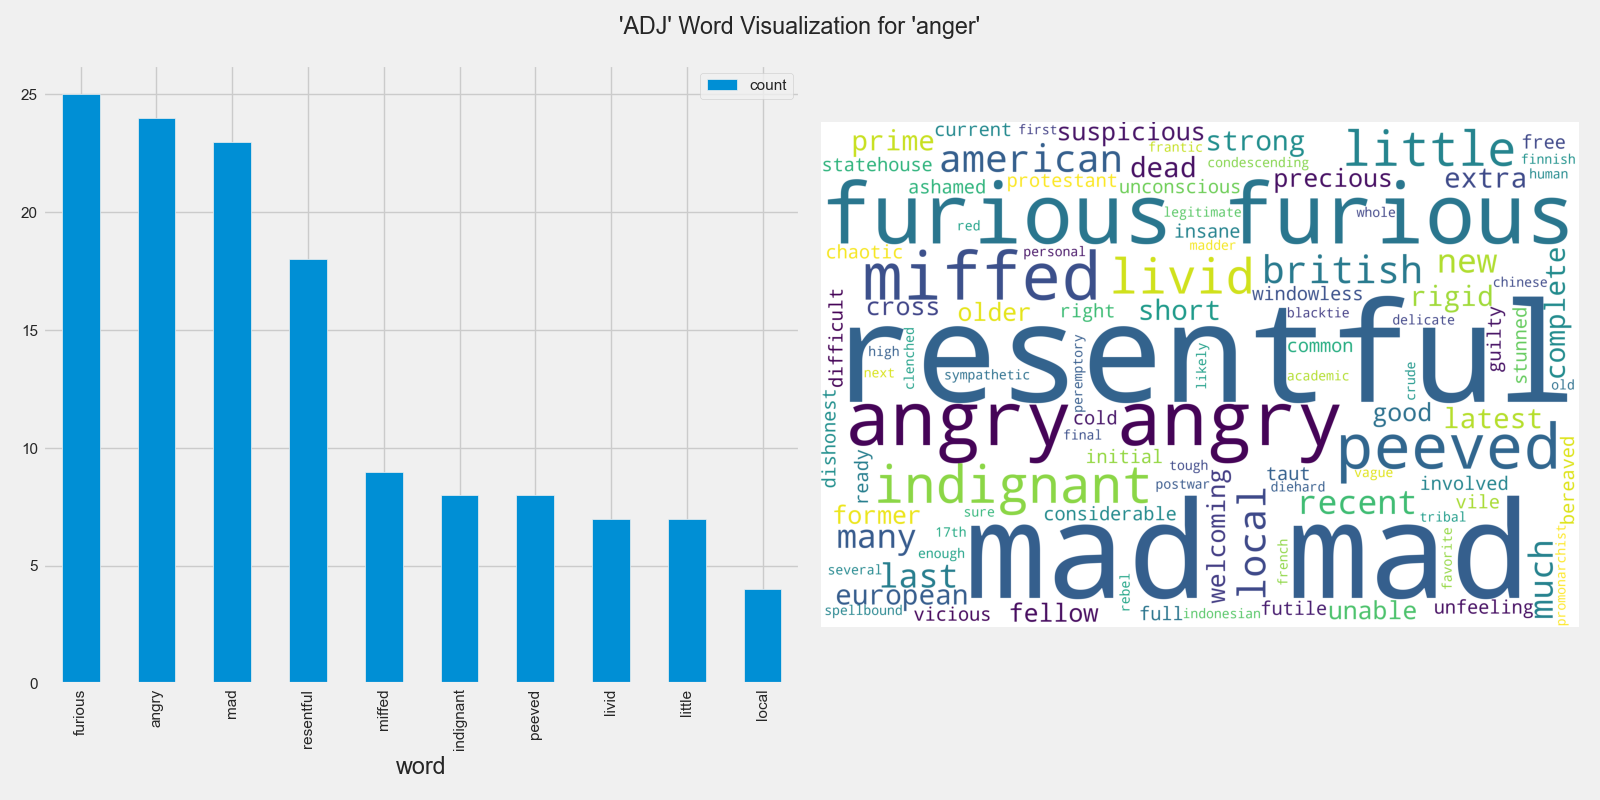 'ADJ' Word Visualization for 'anger'
count
25
20
15
10
5
0
furious
angry
mad
resentful
miffed
indignant
peeved
livid
little
local
word
prime
current
first
suspicious
frantic
strong
little
free
statehouse
american
dead
condescending
finnish
ashamed
protestant
unconscious
precious
extra
human
furious
furious
red
legitimate
insane
whole
chaotic
personal
madder
miffed
livid
british
new
chinese
complete
difficult
cross
older
right
short
windowless
rigid
blacktie
delicate
guilty
stunned
resentful
high
clenched
next
sympathetic
peremptory
likely
common
academic
crude
old
angry
angry
cold
final
good
latest
dishonest
ready
initial
peeved
indignant
tough
postwar
taut
diehard
vague
involved
bereaved
former
sure
considerable
welcoming
local
recent
vile
tribal
many
17th
enough
mad
mad
french
favorite
much
promonarchist
several
last
european
rebel
spellbound
vicious
fellow
full
indonesian
futile
unable
unfeeling